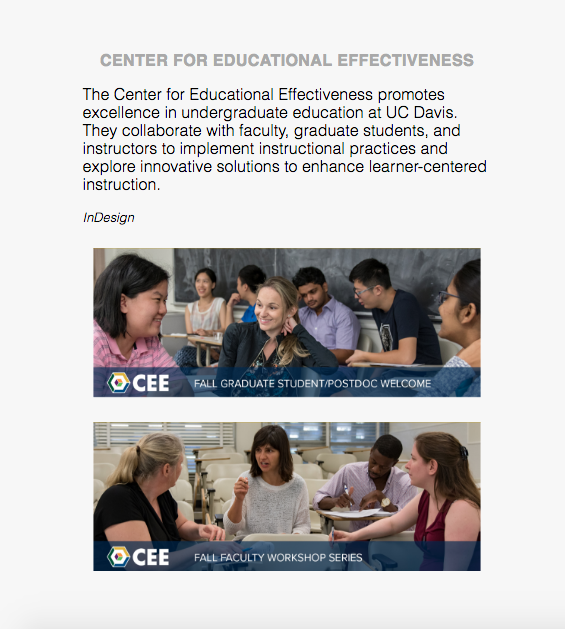 CENTER FOR EDUCATIONAL EFFECTIVENESS
The Center for Educational Effectiveness promotes
excellence in undergraduate education at UC Davis.
They collaborate with faculty, graduate students, and
instructors to implement instructional practices and
explore innovative solutions to enhance learner-centered
instruction.
InDesign
CEE FALL GRADUATE STUDENT/POSTDOC WELCOME
CEE FALL FACULTY WORKSHOP SERIES